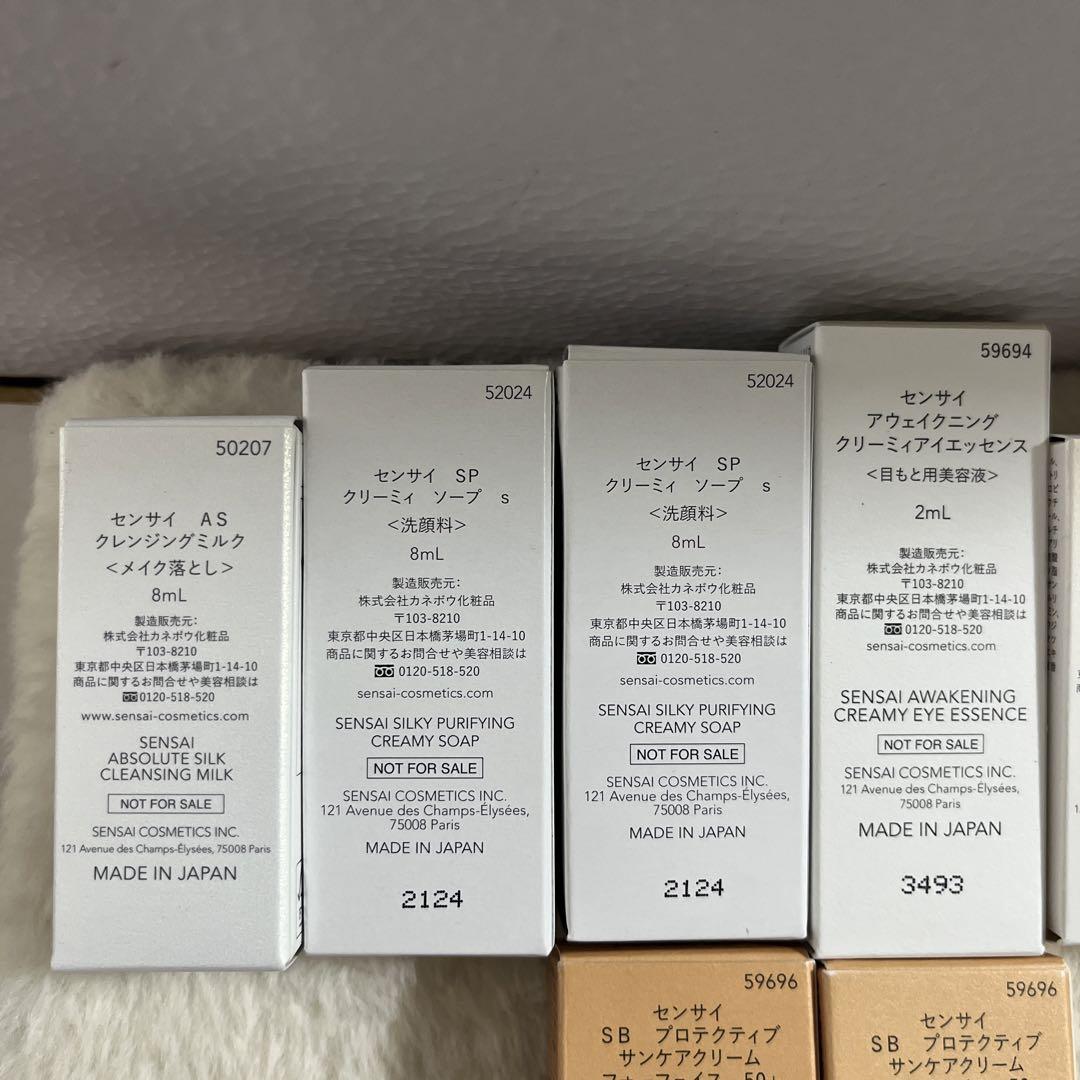 50207
センサイ AS
クレンジングミルク
<メイク落とし>
8mL
製造販売元:
株式会社カネボウ化粧品
〒103-8210
東京都中央区日本橋茅場町1-14-10
商品に関するお問合せや美容相談は
0120-518-520
www.sensai-cosmetics.com
SENSAI
ABSOLUTE SILK
CLEANSING MILK
NOT FOR SALE
SENSAI COSMETICS INC.
121 Avenue des Champs-Élysées, 75008 Paris
MADE IN JAPAN
52024
センサイ SP
クリーミィ ソープ s
<洗顔料>
8mL
製造販売元:
株式会社カネボウ化粧品
〒103-8210
東京都中央区日本橋茅場町1-14-10
商品に関するお問合せや美容相談は
0120-518-520
sensai-cosmetics.com
SENSAI SILKY PURIFYING
CREAMY SOAP
NOT FOR SALE
SENSAI COSMETICS INC.
121 Avenue des Champs-Élysées,
75008 Paris
MADE IN JAPAN
2124
52024
センサイ SP
クリーミィ ソープ s
<洗顔料>
8mL
製造販売元:
株式会社カネボウ化粧品
〒103-8210
東京都中央区日本橋茅場町1-14-10
商品に関するお問合せや美容相談は
0120-518-520
sensai-cosmetics.com
SENSAI SILKY PURIFYING
CREAMY SOAP
NOT FOR SALE
SENSAI COSMETICS INC.
121 Avenue des Champs-Élysées,
75008 Paris
MADE IN JAPAN
2124
59694
センサイ
アウェイクニング
クリーミィアイエッセンス
<目もと用美容液>
2mL
製造販売元:
株式会社カネボウ化粧品
〒103-8210
東京都中央区日本橋茅場町1-14-10
商品に関するお問合せや美容相談は
0120-518-520
sensai-cosmetics.com
SENSAI AWAKENING
CREAMY EYE ESSENCE
NOT FOR SALE
SENSAI COSMETICS INC.
121 Avenue des Champs-Élysées,
75008 Paris
MADE IN JAPAN
3493
59696
センサイ
SB プロテクティブ
サンケアクリーム
フォーフェイス 50+
59696
センサイ
SB プロテクティブ
サンケアクリーム